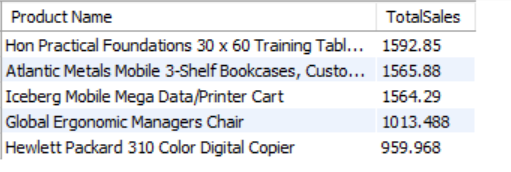 Product Name TotalSales
Hon Practical Foundations 30 x 60 Training Tabl... 1592.85
Atlantic Metals Mobile 3-Shelf Bookcases, Custo... 1565.88
Iceberg Mobile Mega Data/Printer Cart 1564.29
Global Ergonomic Managers Chair 1013.488
Hewlett Packard 310 Color Digital Copier 959.968